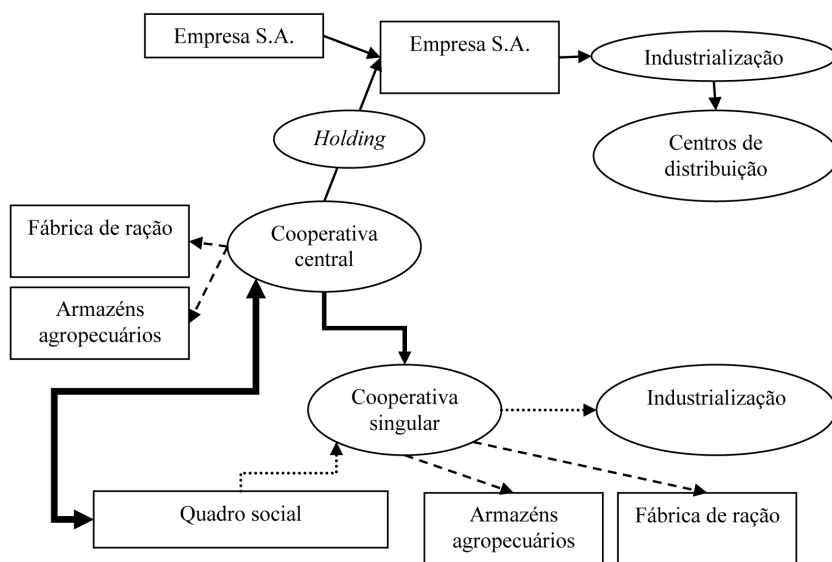 Empresa S.A.
Empresa S.A.
Industrialização
Holding
Centros de
distribuição
Fábrica de ração
Cooperativa
central
Armazéns
agropecuários
Cooperativa
singular
Industrialização
Quadro social
Armazéns
agropecuários
Fábrica de ração